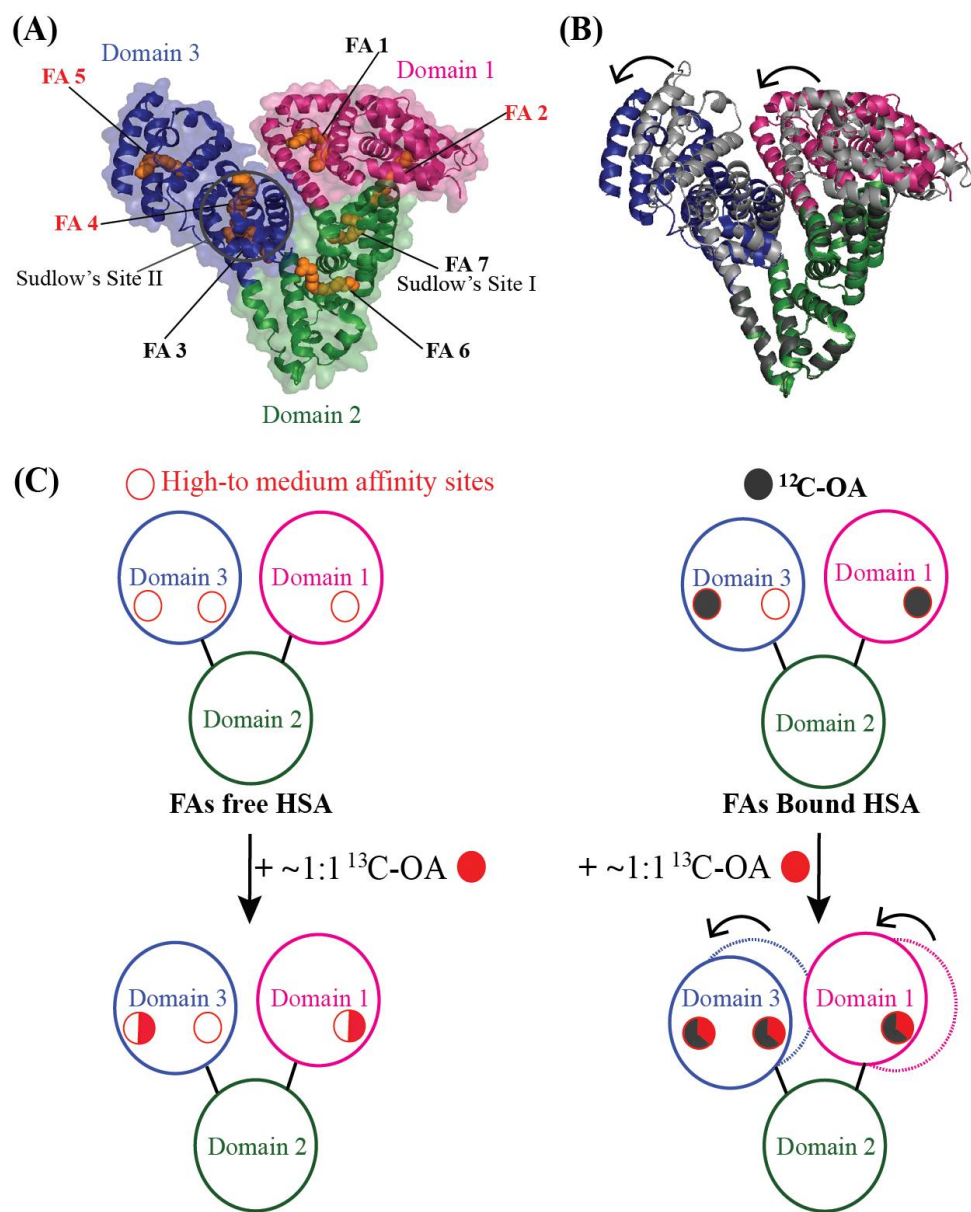 (A)
Domain 3
FA 5
FA 1
Domain 1
FA 2
FA 4
Sudlow's Site II
FA 7
Sudlow's Site I
FA 3
FA 6
Domain 2
(B)
(C)
High-to medium affinity sites
Domain 3
Domain 1
Domain 2
FAs free HSA
+ ~1:1 ¹³C-OA
Domain 3
Domain 1
Domain 2
¹²C-OA
Domain 3
Domain 1
Domain 2
FAs Bound HSA
+ ~1:1 ¹³C-OA
Domain 3
Domain 1
Domain 2